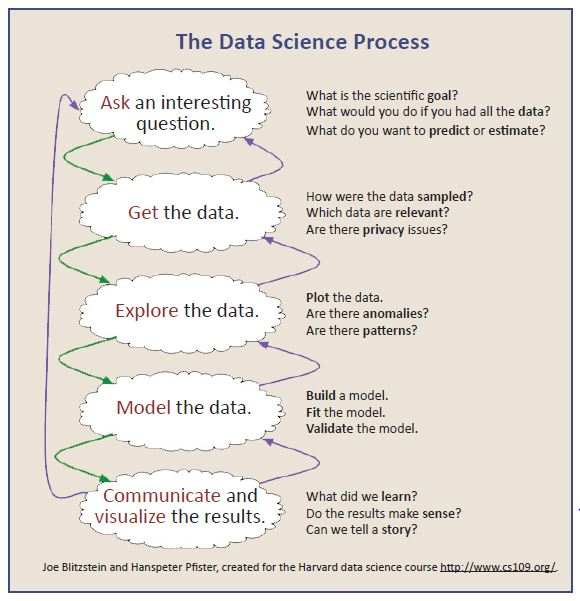 The Data Science Process
Ask an interesting
question.
What is the scientific goal?
What would you do if you had all the data?
What do you want to predict or estimate?
Get the data.
How were the data sampled?
Which data are relevant?
Are there privacy issues?
Explore the data.
Plot the data.
Are there anomalies?
Are there patterns?
Model the data.
Build a model.
Fit the model.
Validate the model.
Communicate and
visualize the results.
What did we learn?
Do the results make sense?
Can we tell a story?
Joe Blitzstein and Hanspeter Pfister, created for the Harvard data science course http://www.cs109.org/.